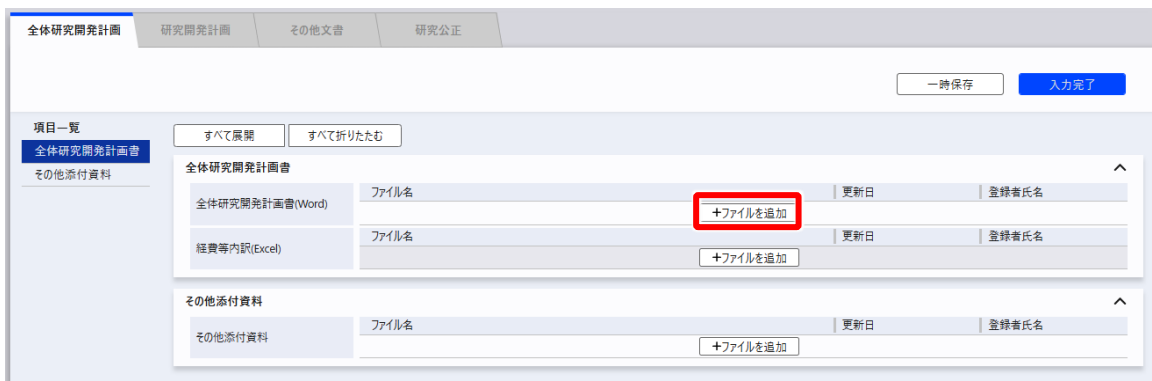 全体研究開発計画 研究開発計画 その他文書 研究公正
一時保存 入力完了
項目一覧
全体研究開発計画書
その他添付資料
すべて展開 すべて折りたたむ
全体研究開発計画書
全体研究開発計画書(Word)
ファイル名 更新日 登録者氏名
+ファイルを追加
経費等内訳(Excel)
ファイル名 更新日 登録者氏名
+ファイルを追加
その他添付資料
その他添付資料
ファイル名 更新日 登録者氏名
+ファイルを追加